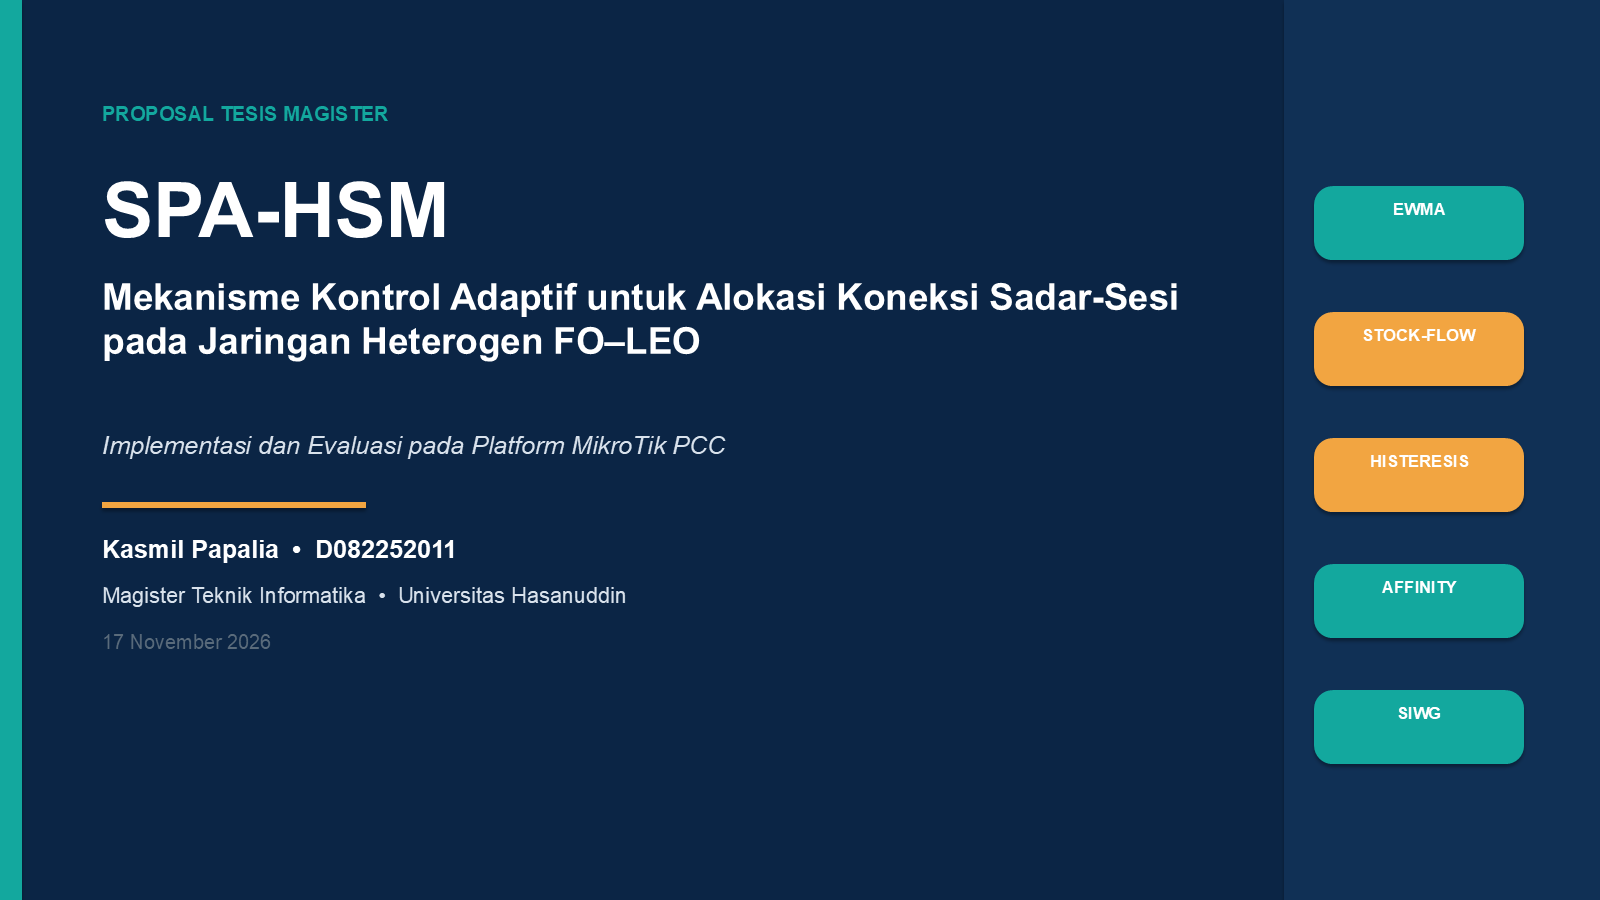 PROPOSAL TESIS MAGISTER
SPA-HSM
Mekanisme Kontrol Adaptif untuk Alokasi Koneksi Sadar-Sesi
pada Jaringan Heterogen FO–LEO
Implementasi dan Evaluasi pada Platform MikroTik PCC
Kasmil Papalia • D082252011
Magister Teknik Informatika • Universitas Hasanuddin
17 November 2026
EWMA
STOCK-FLOW
HISTERESIS
AFFINITY
SIWG